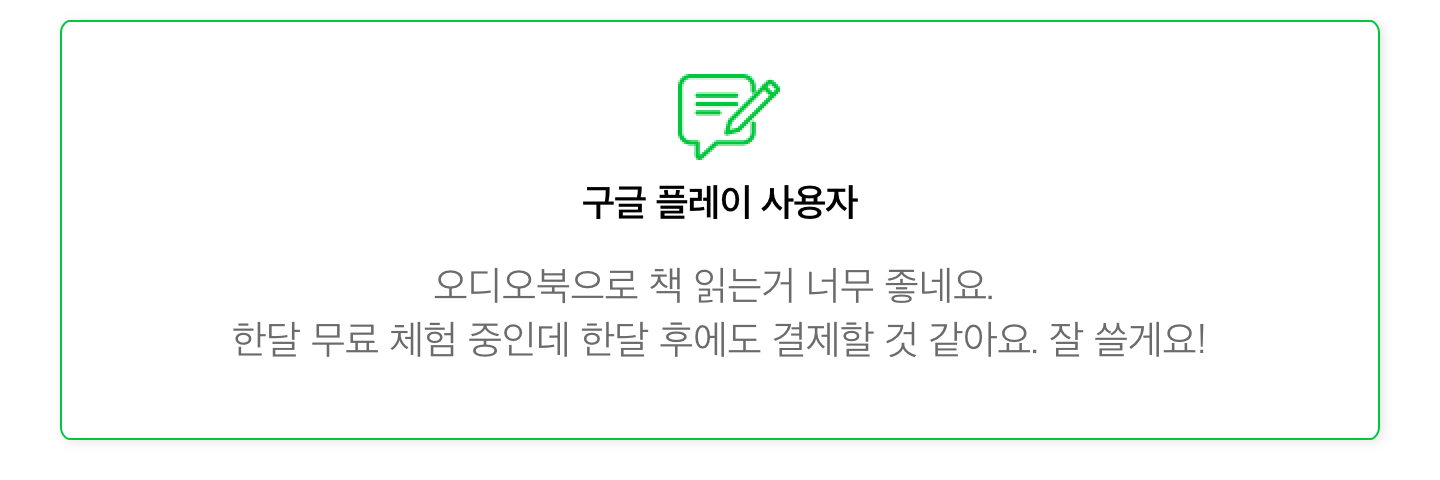 구글 플레이 사용자
오디오북으로 책 읽는거 너무 좋네요.
한달 무료 체험 중인데 한달 후에도 결제할 것 같아요. 잘 쓸게요!